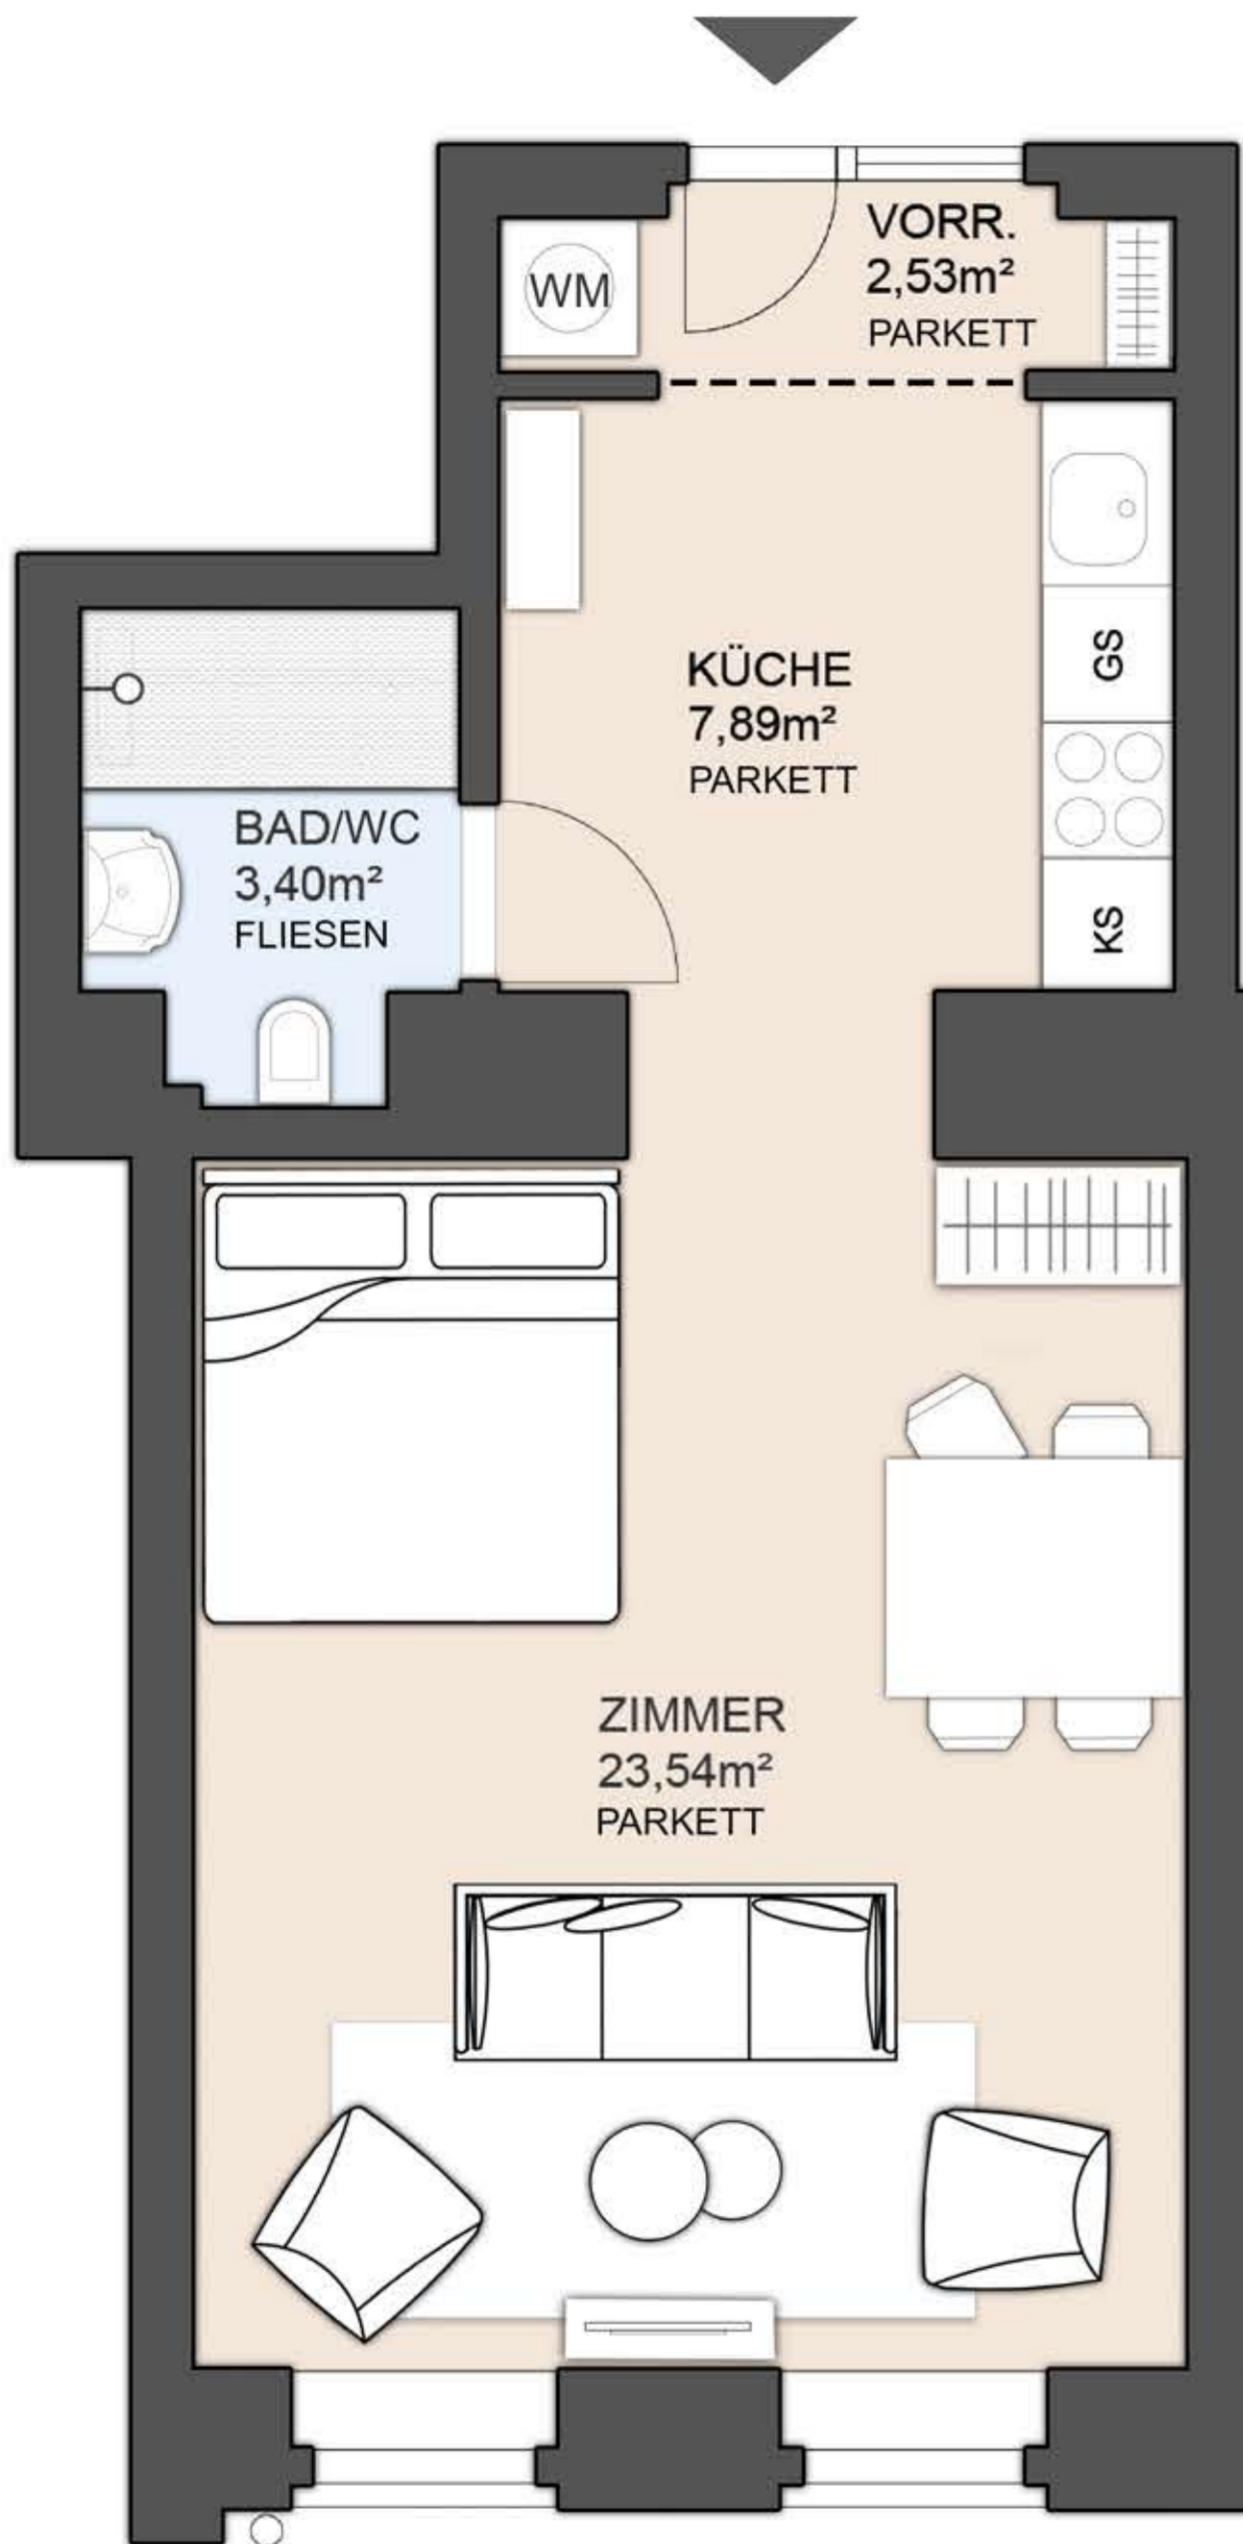 VORR.
2,53m²
PARKETT
WM
KÜCHE
7,89m²
PARKETT
GS
KS
BAD/WC
3,40m²
FLIESEN
ZIMMER
23,54m²
PARKETT